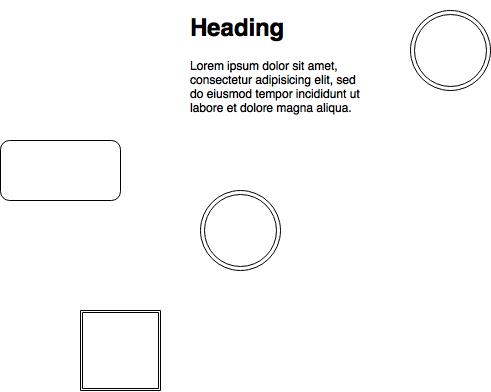 Heading
Lorem ipsum dolor sit amet,
consectetur adipisicing elit, sed
do eiusmod tempor incididunt ut
labore et dolore magna aliqua.